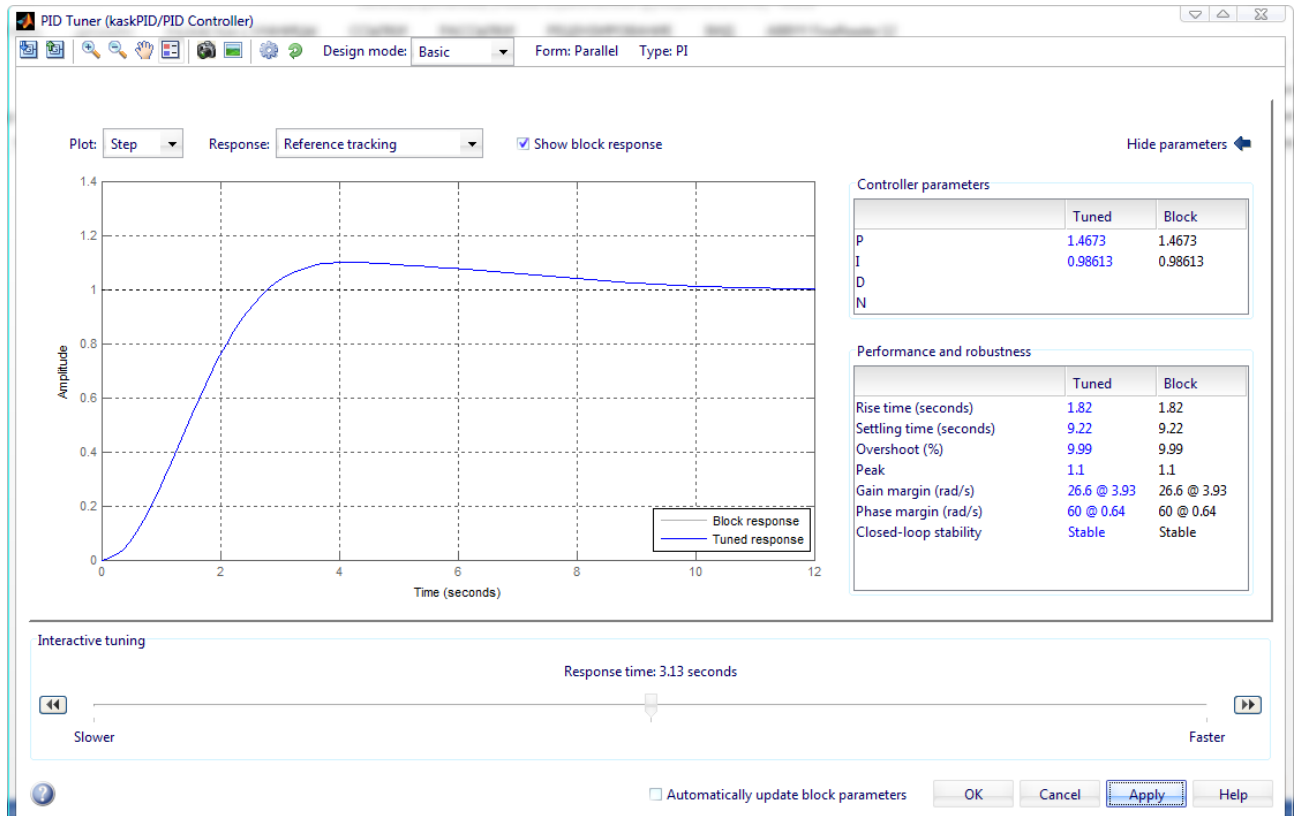 PID Tuner (kaskPID/PID Controller)
Design mode: Basic Form: Parallel Type: PI
Plot: Step Response: Reference tracking Show block response Hide parameters
1.4
1.2
1
0.8
0.6
0.4
0.2
0
Amplitude
0 2 4 6 8 10 12
Time (seconds)
Block response
Tuned response
Controller parameters
Tuned Block
P 1.4673 1.4673
I 0.98613 0.98613
D
N
Performance and robustness
Tuned Block
Rise time (seconds) 1.82 1.82
Settling time (seconds) 9.22 9.22
Overshoot (%) 9.99 9.99
Peak 1.1 1.1
Gain margin (rad/s) 26.6 @ 3.93 26.6 @ 3.93
Phase margin (rad/s) 60 @ 0.64 60 @ 0.64
Closed-loop stability Stable Stable
Interactive tuning
Response time: 3.13 seconds
Slower Faster
Automatically update block parameters OK Cancel Apply Help